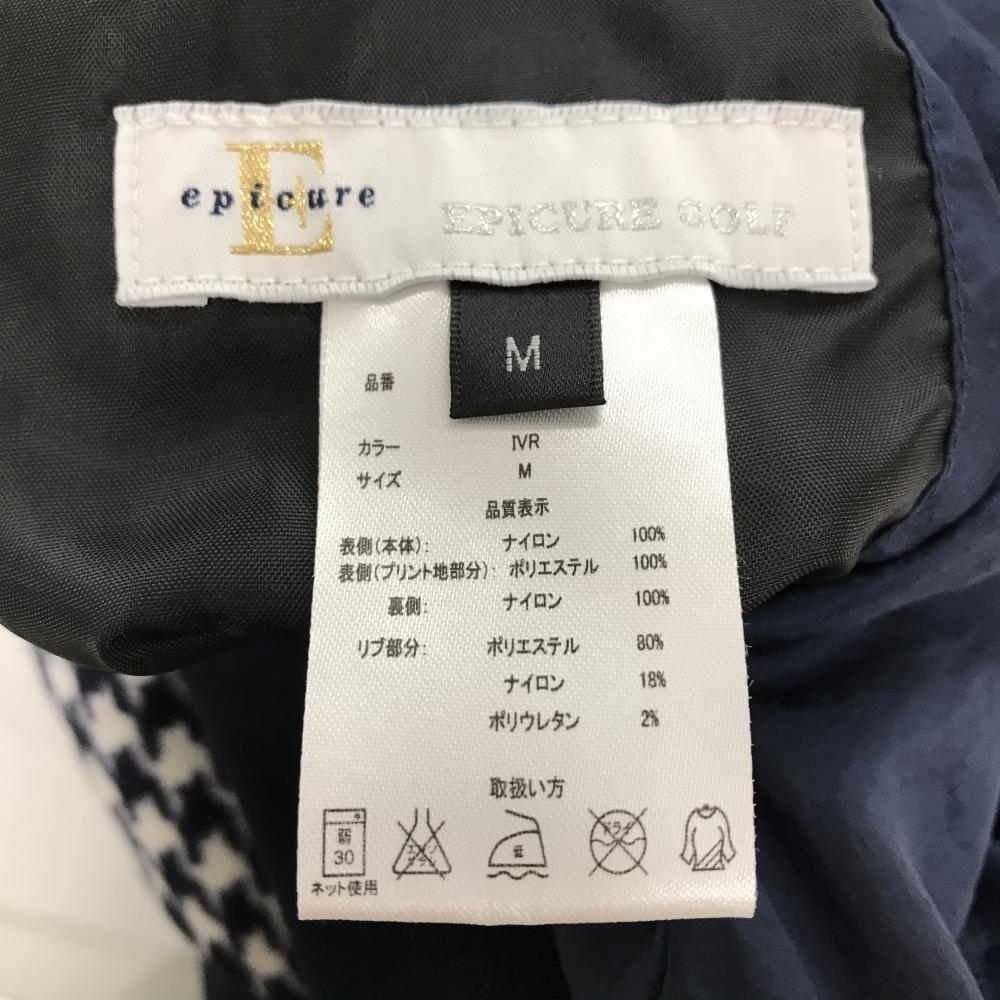 E
epicure
EPICURE GOLF
M
品番
カラー IVR
サイズ M
品質表示
表側(本体): ナイロン 100%
表側(プリント地部分): ポリエステル 100%
裏側: ナイロン 100%
リブ部分: ポリエステル 80%
ナイロン 18%
ポリウレタン 2%
取扱い方
弱
30
エンソ
サラシ
低
ドライ
ネット使用